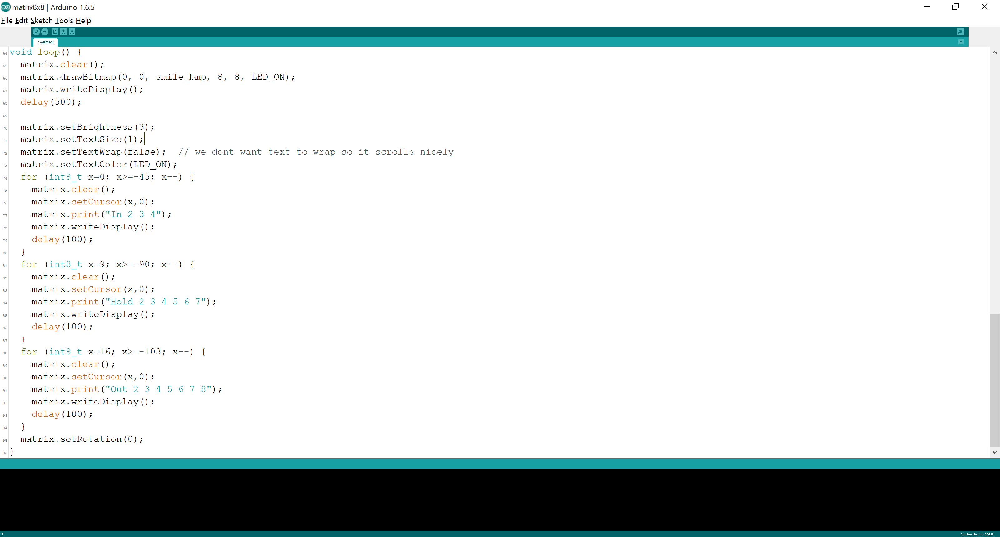 matrix8x8 | Arduino 1.6.5
File Edit Sketch Tools Help
matrix8x8
64 void loop() {
65 matrix.clear();
66 matrix.drawBitmap(0, 0, smile_bmp, 8, 8, LED_ON);
67 matrix.writeDisplay();
68 delay(500);
69
70 matrix.setBrightness(3);
71 matrix.setTextSize(1);
72 matrix.setTextWrap(false);  // we dont want text to wrap so it scrolls nicely
73 matrix.setTextColor(LED_ON);
74 for (int8_t x=0; x>=-45; x--) {
75 matrix.clear();
76 matrix.setCursor(x,0);
77 matrix.print("In 2 3 4");
78 matrix.writeDisplay();
79 delay(100);
80 }
81 for (int8_t x=9; x>=-90; x--) {
82 matrix.clear();
83 matrix.setCursor(x,0);
84 matrix.print("Hold 2 3 4 5 6 7");
85 matrix.writeDisplay();
86 delay(100);
87 }
88 for (int8_t x=16; x>=-103; x--) {
89 matrix.clear();
90 matrix.setCursor(x,0);
91 matrix.print("Out 2 3 4 5 6 7 8");
92 matrix.writeDisplay();
93 delay(100);
94 }
95 matrix.setRotation(0);
96 }
71
Arduino Uno on COM3